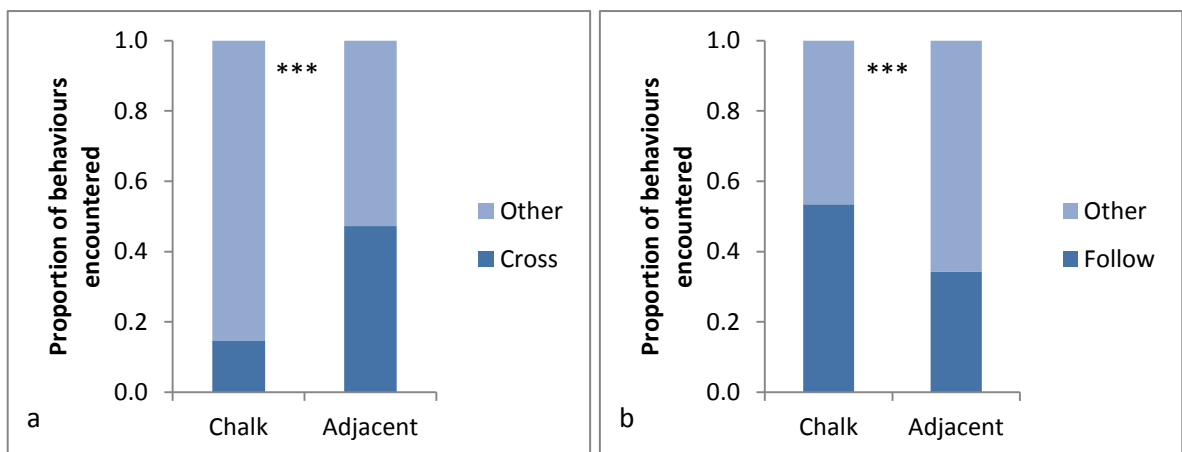 Proportion of behaviours
encountered
1.0
0.8
0.6
0.4
0.2
0.0
***
Other
Cross
Chalk
Adjacent
a
Proportion of behaviours
encountered
1.0
0.8
0.6
0.4
0.2
0.0
***
Other
Follow
Chalk
Adjacent
b